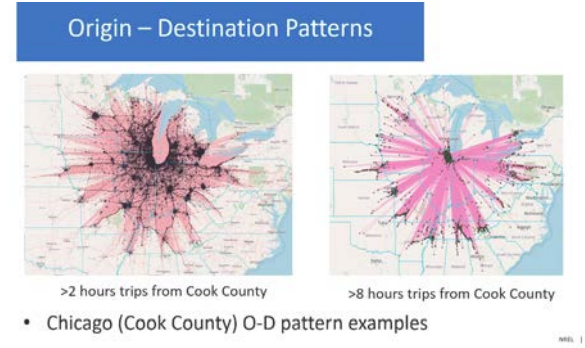 Origin – Destination Patterns
>2 hours trips from Cook County
>8 hours trips from Cook County
• Chicago (Cook County) O-D pattern examples
NREL |